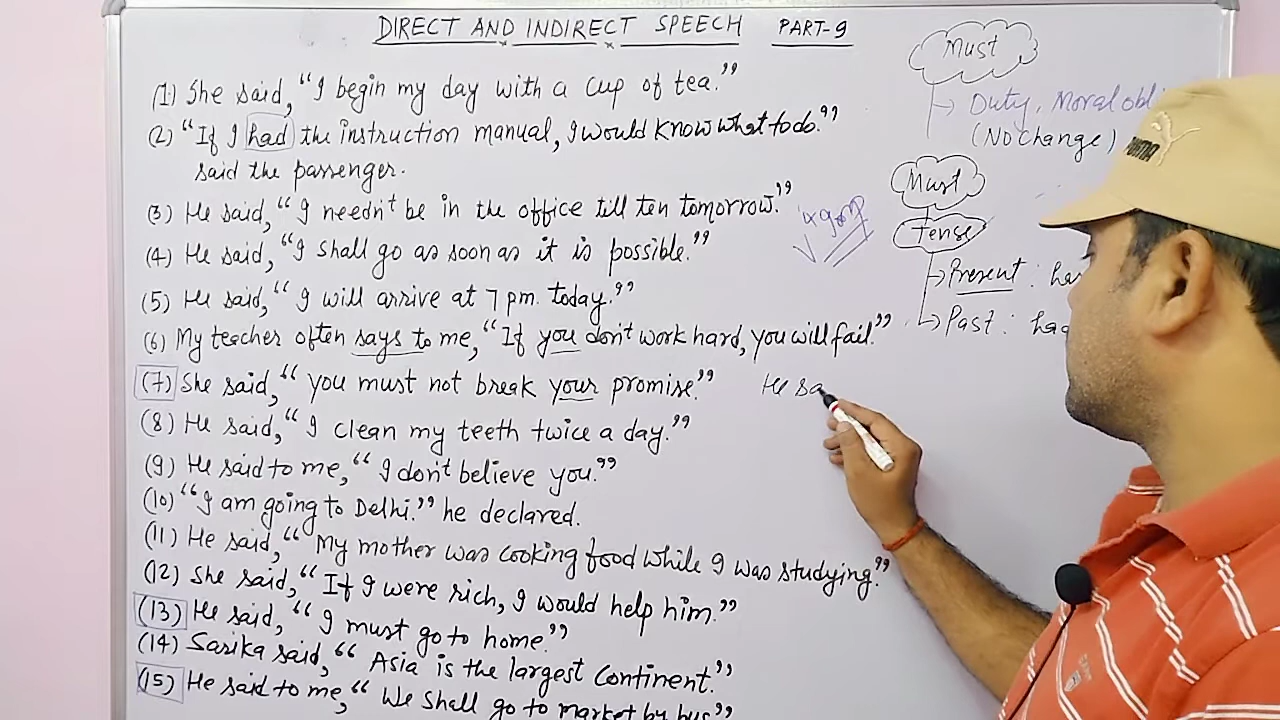 DIRECT AND INDIRECT SPEECH PART-9
(1) She said, "I begin my day with a cup of tea."
(2) "If I had the instruction manual, I would know what to do."
said the passenger.
(3) He said, "I needn't be in the office till ten tomorrow."
(4) He said, "I shall go as soon as it is possible."
(5) He said, "I will arrive at 7 pm. today."
(6) My teacher often says to me, "If you don't work hard, you will fail."
(7) She said, "you must not break your promise."
(8) He said, "I clean my teeth twice a day."
(9) He said to me, "I don't believe you."
(10) "I am going to Delhi." he declared.
(11) He said, "My mother was cooking food while I was studying."
(12) She said, "If I were rich, I would help him."
(13) He said, "I must go to home."
(14) Sarika said, "Asia is the largest Continent."
(15) He said to me, "We shall go to market by bus"
He sa
Must
→ Duty, Moral obli
(No change)
Must
Tense
→ Present : ha
→ Past : ha
PUMA